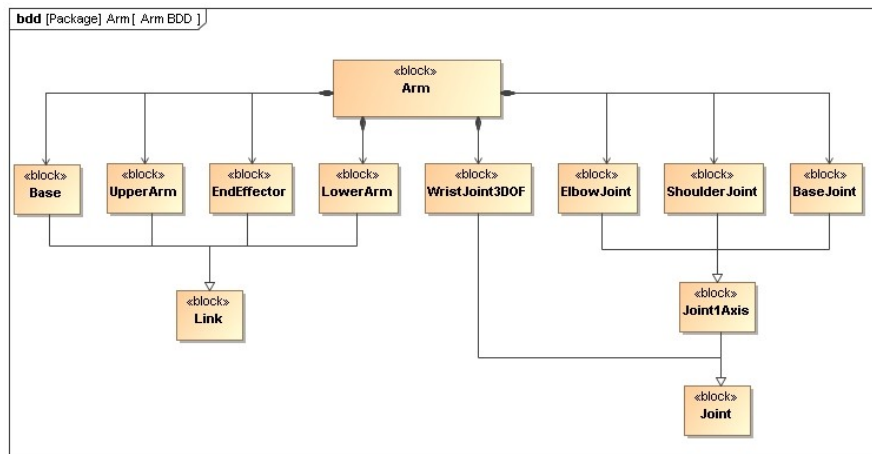 bdd [Package] Arm [ Arm BDD ]
«block»
Arm
«block»
Base
«block»
UpperArm
«block»
EndEffector
«block»
LowerArm
«block»
WristJoint3DOF
«block»
ElbowJoint
«block»
ShoulderJoint
«block»
BaseJoint
«block»
Link
«block»
Joint1Axis
«block»
Joint